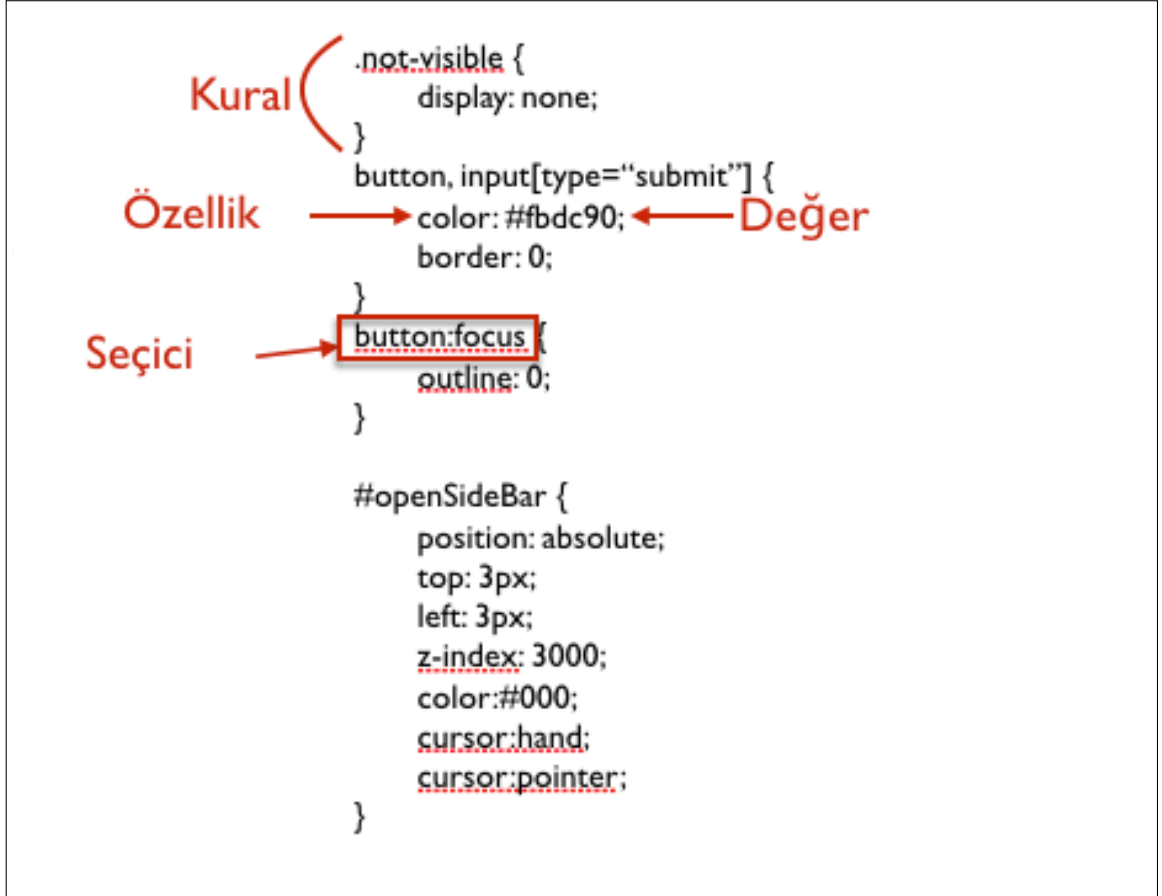 .not-visible {
Kural
display: none;
}
button, input[type=“submit”] {
Özellik
color: #fbdc90;
Değer
border: 0;
}
Seçici
button:focus {
outline: 0;
}
#openSideBar {
position: absolute;
top: 3px;
left: 3px;
z-index: 3000;
color:#000;
cursor:hand;
cursor:pointer;
}